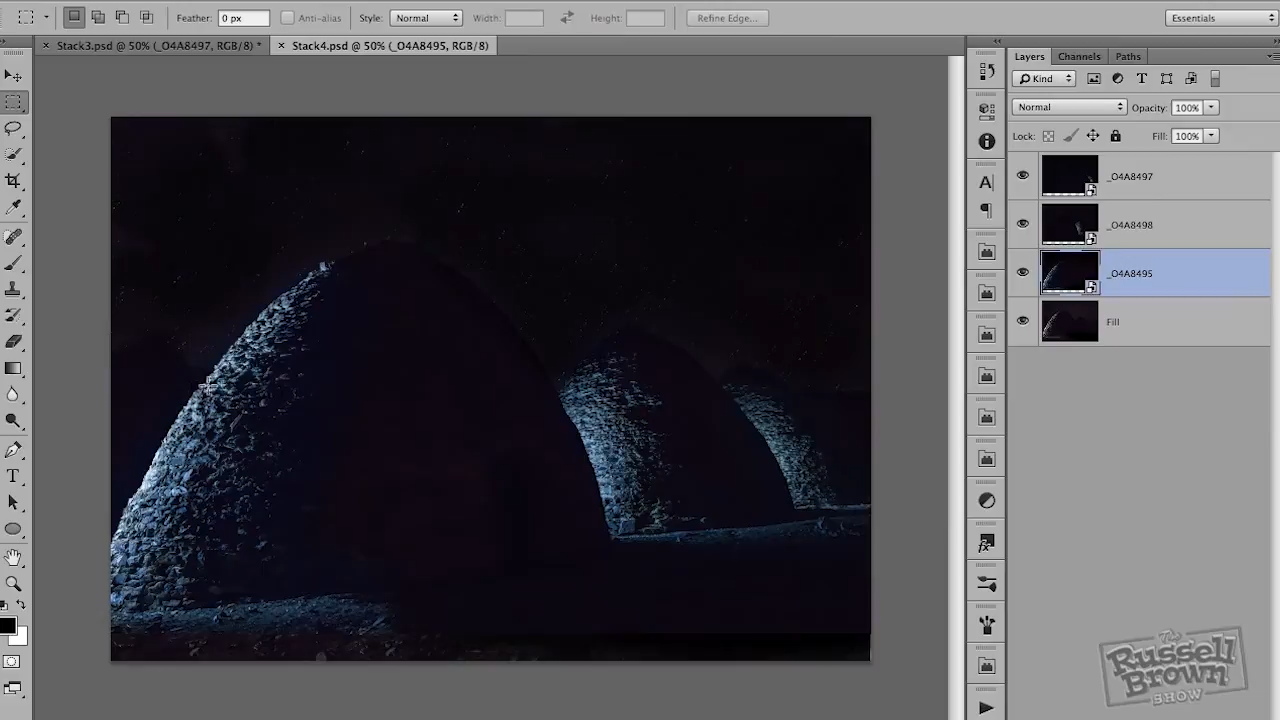 Feather: 0 px Anti-alias Style: Normal Width: Height: Refine Edge... Essentials
× Stack3.psd @ 50% (_O4A8497, RGB/8) * × Stack4.psd @ 50% (_O4A8495, RGB/8)
Layers Channels Paths
Kind
Normal Opacity: 100%
Lock: Fill: 100%
_O4A8497
_O4A8498
_O4A8495
Fill
The
Russell
Brown
SHOW